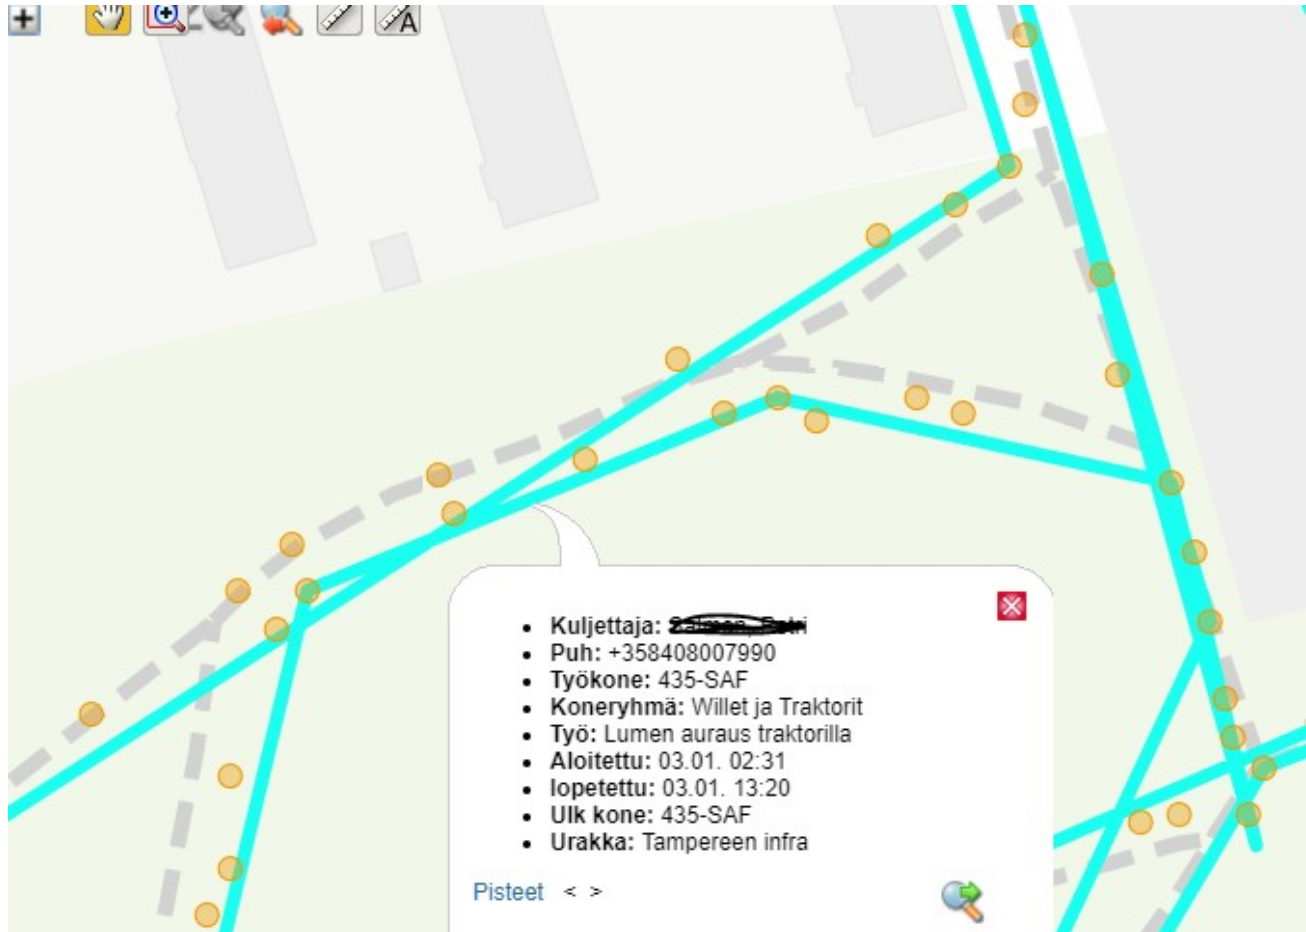 A
Kuljettaja:
Puh: +358408007990
Työkone: 435-SAF
Koneryhmä: Willet ja Traktorit
Työ: Lumen auraus traktorilla
Aloitettu: 03.01. 02:31
lopetettu: 03.01. 13:20
Ulk kone: 435-SAF
Urakka: Tampereen infra
Pisteet < >